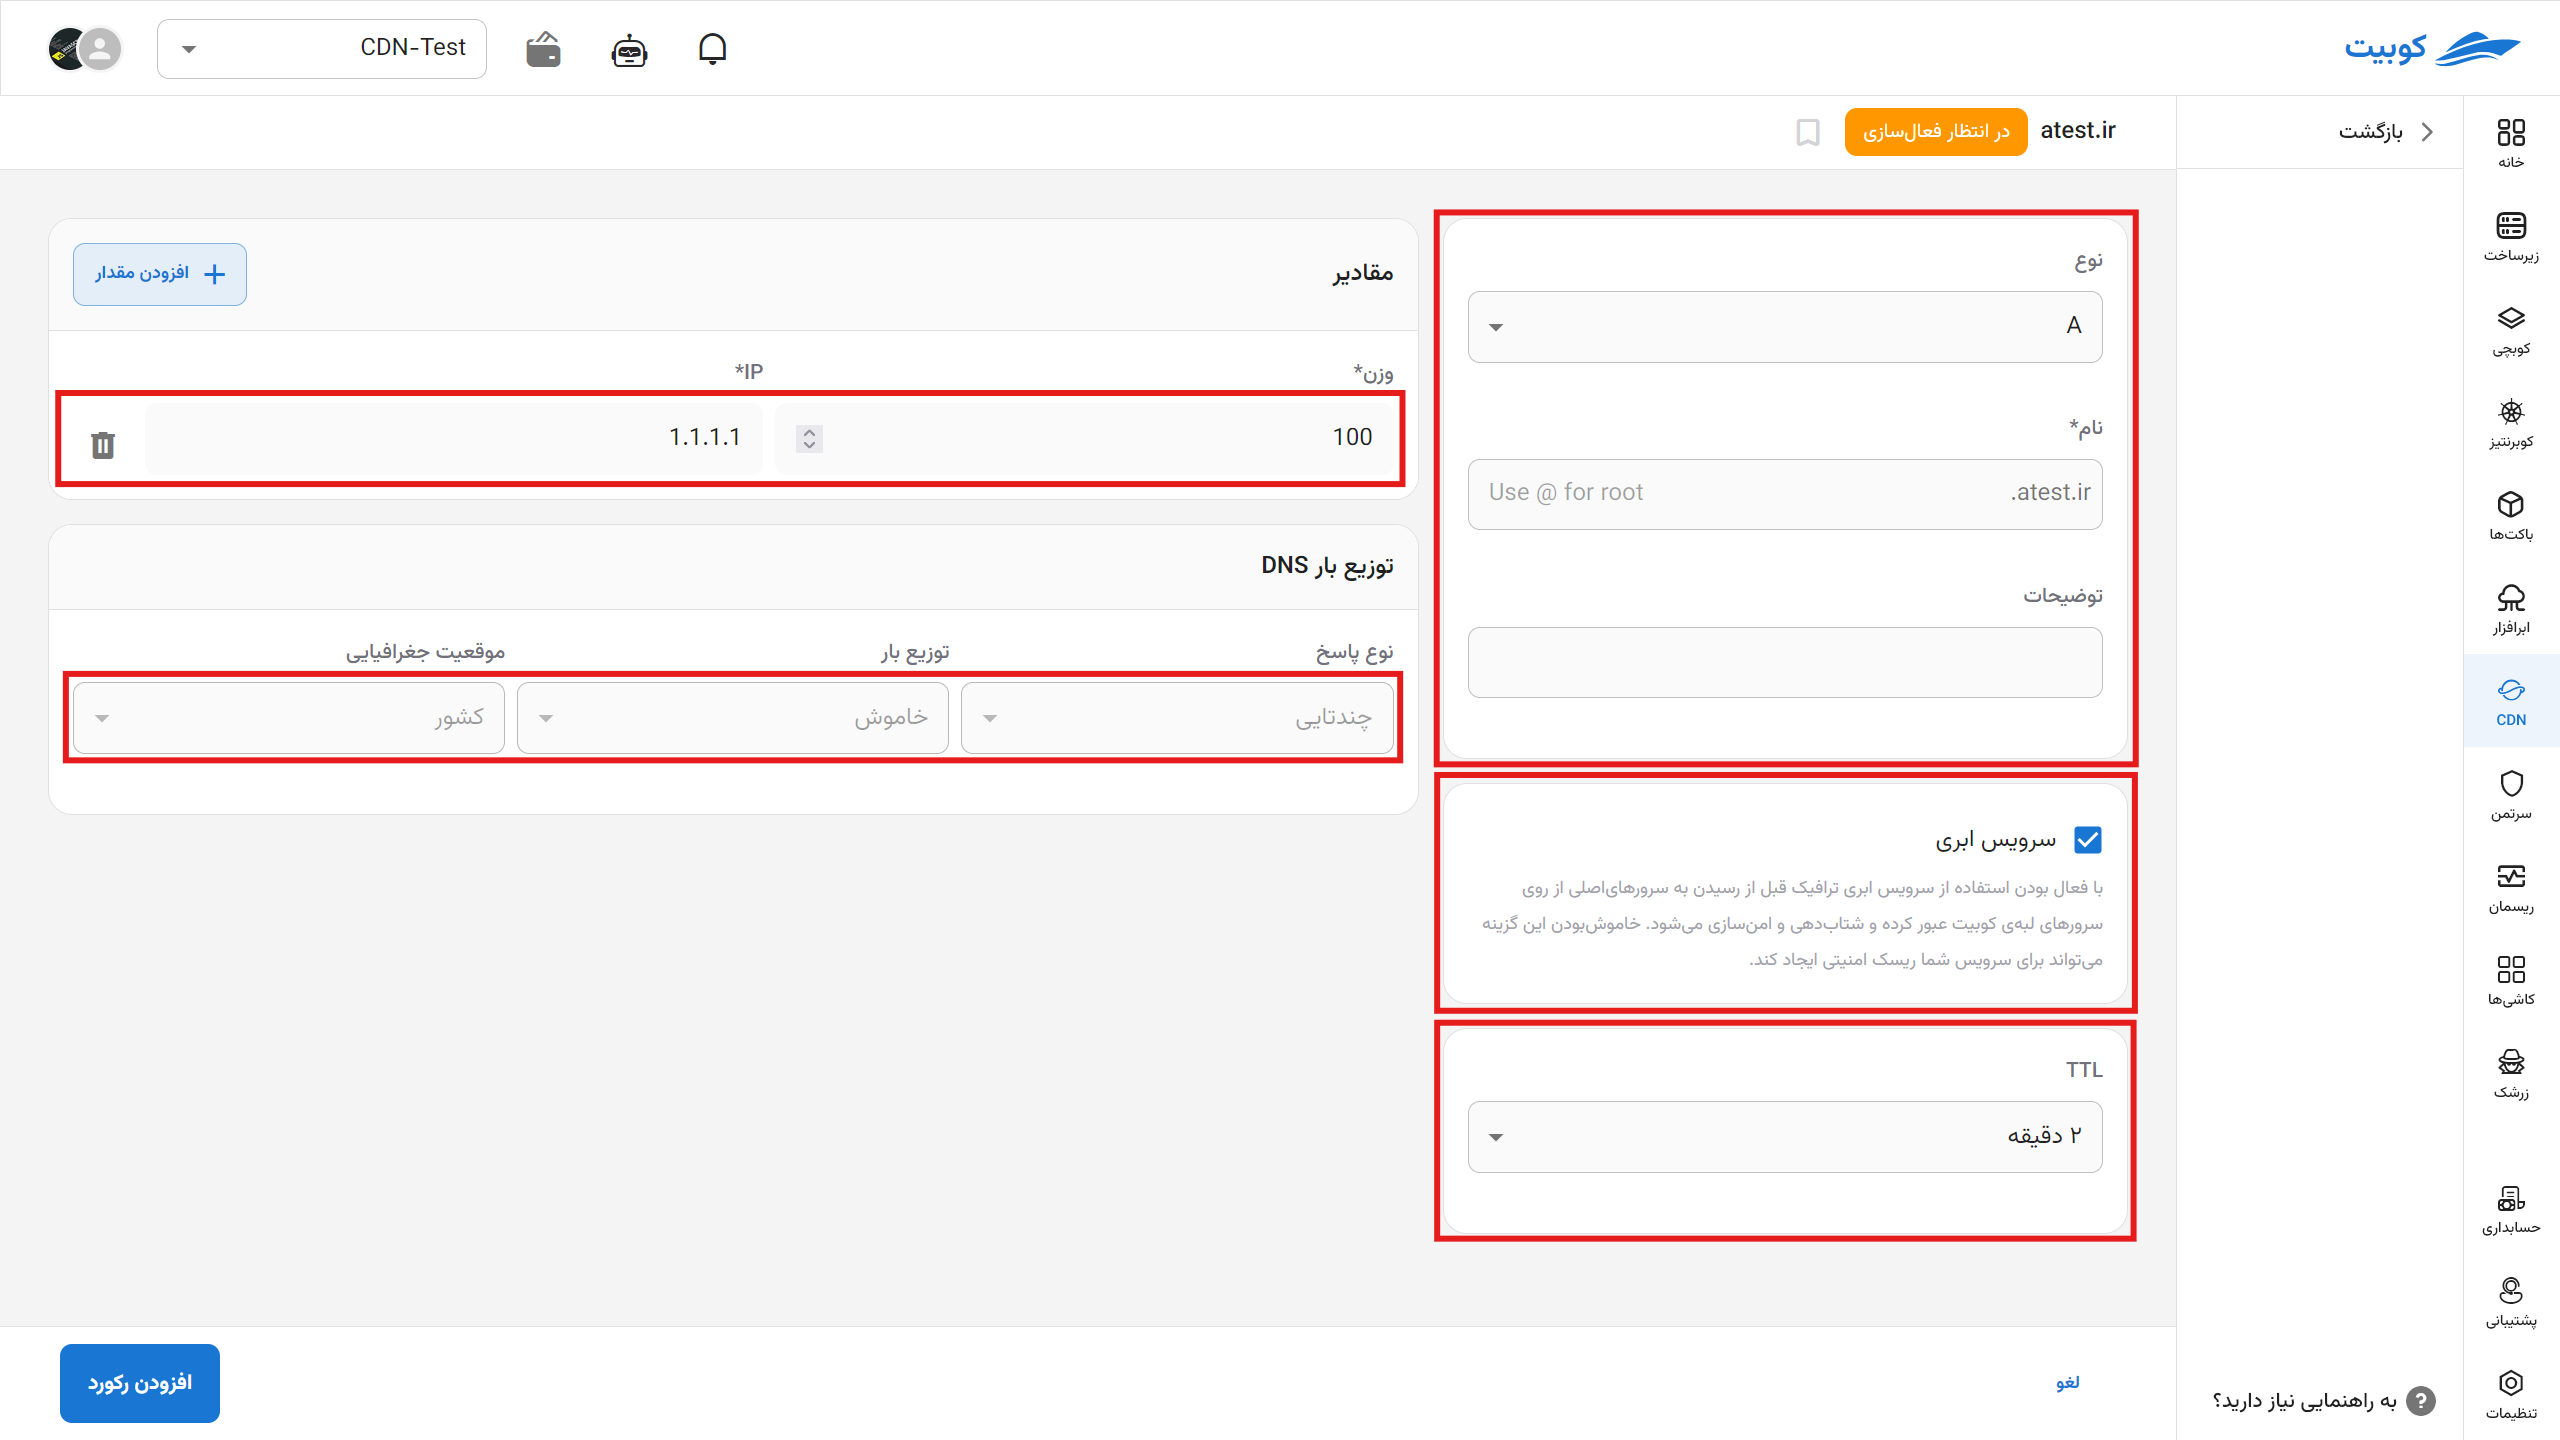 کوبیت
CDN-Test
خانه
زیرساخت
کوبچی
کوبرنتیز
باکت‌ها
ابرافزار
CDN
سرتمن
ریسمان
کاشی‌ها
زرشک
حسابداری
پشتیبانی
تنظیمات
بازگشت
به راهنمایی نیاز دارید؟
atest.ir
در انتظار فعال‌سازی
نوع
A
نام*
.atest.ir
Use @ for root
توضیحات
سرویس ابری
با فعال بودن استفاده از سرویس ابری ترافیک قبل از رسیدن به سرورهای‌اصلی از روی
سرورهای لبه‌ی کوبیت عبور کرده و شتاب‌دهی و امن‌سازی می‌شود. خاموش‌بودن این گزینه
می‌تواند برای سرویس شما ریسک امنیتی ایجاد کند.
TTL
۲ دقیقه
مقادیر
افزودن مقدار
وزن*
IP*
100
1.1.1.1
توزیع بار DNS
نوع پاسخ
توزیع بار
موقعیت جغرافیایی
چندتایی
خاموش
کشور
لغو
افزودن رکورد